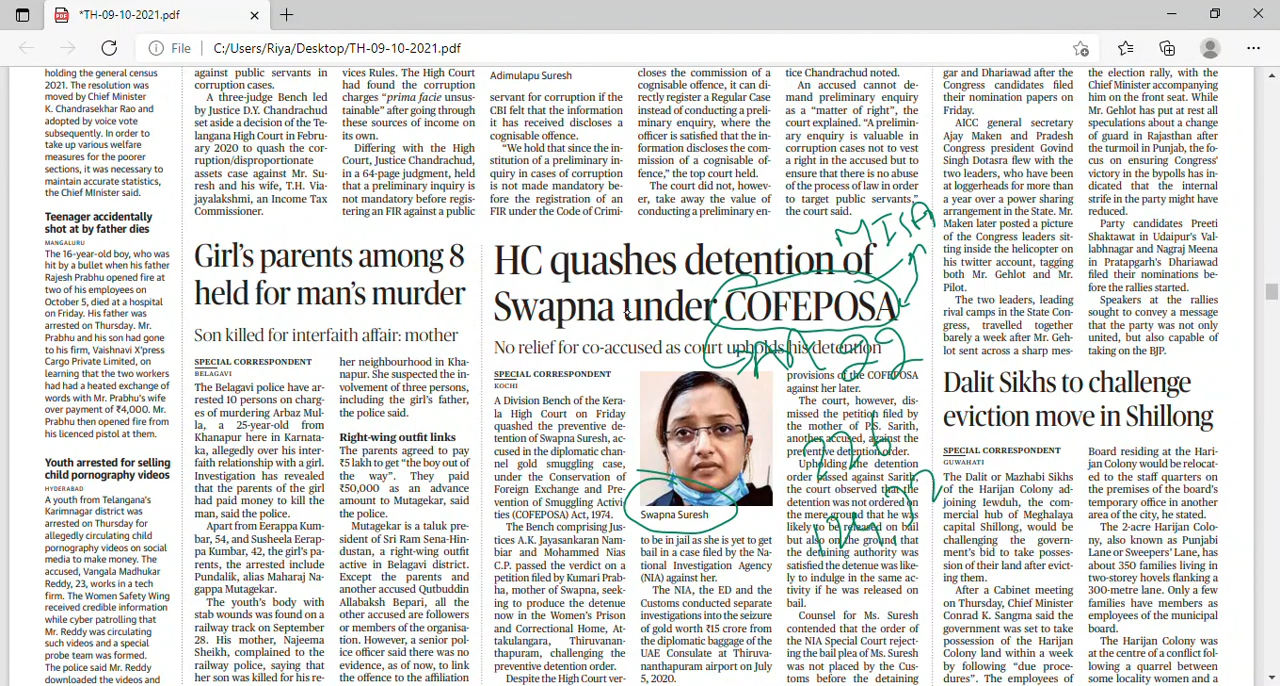 *TH-09-10-2021.pdf
File
C:/Users/Riya/Desktop/TH-09-10-2021.pdf
holding the general census
2021. The resolution was
moved by Chief Minister
K. Chandrasekhar Rao and
adopted by voice vote
subsequently. In order to
take up various welfare
measures for the poorer
sections, it was necessary to
maintain accurate statistics,
the Chief MInister said.
Teenager accidentally
shot at by father dies
MANGALURU
The 16-year-old boy, who was
hit by a bullet when his father
Rajesh Prabhu opened fire at
two of his employees on
October 5, died at a hospital
on Friday. His father was
arrested on Thursday. Mr.
Prabhu and his son had gone
to his firm, Vaishnavi X'press
Cargo Private Limited, on
learning that the two workers
had had a heated exchange of
words with Mr. Prabhu's wife
over payment of ₹4,000. Mr.
Prabhu then opened fire from
his licenced pistol at them.
Youth arrested for selling
child pornography videos
HYDERABAD
A youth from Telangana's
Karimnagar district was
arrested on Thursday for
allegedly circulating child
pornography videos on social
media to make money. The
accused, Vangala Madhukar
Reddy, 23, works in a tech
firm. The Women Safety Wing
received credible information
while cyber patrolling that
Mr. Reddy was circulating
such videos and a special
probe team was formed.
The police said Mr. Reddy
downloaded the videos and
against public servants in
corruption cases.
A three-judge Bench led
by Justice D.Y. Chandrachud
set aside a decision of the Te-
langana High Court in Febru-
ary 2020 to quash the cor-
ruption/disproportionate
assets case against Mr. Su-
resh and his wife, T.H. Vija-
jayalakshmi, an Income Tax
Commissioner.
vices Rules. The High Court
had found the corruption
charges “prima facie unsus-
tainable” after going through
these sources of income on
its own.
Differing with the High
Court, Justice Chandrachud,
in a 64-page judgment, held
that a preliminary inquiry is
not mandatory before regis-
tering an FIR against a public
Adimulapu Suresh
servant for corruption if the
CBI felt that the information
it has received discloses a
cognisable offence.
“We hold that since the in-
stitution of a preliminary in-
quiry in cases of corruption
is not made mandatory be-
fore the registration of an
FIR under the Code of Crimi-
closes the commission of a
cognisable offence, it can di-
rectly register a Regular Case
instead of conducting a preli-
minary enquiry, where the
officer is satisfied that the in-
formation discloses the com-
mission of a cognisable of-
fence,” the top court held.
The court did not, howev-
er, take away the value of
conducting a preliminary en-
tice Chandrachud noted.
An accused cannot de-
mand preliminary enquiry
as a “matter of right”, the
court explained. “A prelimi-
nary enquiry is valuable in
corruption cases not to vest
a right in the accused but to
ensure that there is no abuse
of the process of law in order
to target public servants,”
the court said.
MISA
Girl's parents among 8
held for man's murder
Son killed for interfaith affair: mother
SPECIAL CORRESPONDENT
BELAGAVI
The Belagavi police have ar-
rested 10 persons on charg-
es of murdering Arbaz Mul-
la, a 25-year-old from
Khanapur here in Karnata-
ka, allegedly over his inter-
faith relationship with a girl.
Investigation has revealed
that the parents of the girl
had paid money to kill the
man, said the police.
Apart from Eerappa Kum-
bar, 54, and Susheela Eerap-
pa Kumbar, 42, the girl's pa-
rents, the arrested include
Pundalik, alias Maharaj Na-
gappa Mutagekar.
The youth's body with
stab wounds was found on a
railway track on September
28. His mother, Najeema
Sheikh, complained to the
railway police, saying that
her son was killed for his re-
her neighbourhood in Kha-
napur. She suspected the in-
volvement of three persons,
including the girl's father,
the police said.
Right-wing outfit links
The parents agreed to pay
₹5 lakh to get “the boy out of
the way”. They paid
₹50,000 as an advance
amount to Mutagekar, said
the police.
Mutagekar is a taluk pre-
sident of Sri Ram Sena-Hin-
dustan, a right-wing outfit
active in Belagavi district.
Except the parents and
another accused Qutbuddin
Allabaksh Bepari, all the
other accused are followers
or members of the organisa-
tion. However, a senior pol-
ice officer said there was no
evidence, as of now, to link
the offence to the affiliation
HC quashes detention of
Swapna under COFEPOSA
No relief for co-accused as court upholds his detention
22
SPECIAL CORRESPONDENT
KOCHI
A Division Bench of the Kera-
la High Court on Friday
quashed the preventive de-
tention of Swapna Suresh, ac-
cused in the diplomatic chan-
nel gold smuggling case,
under the Conservation of
Foreign Exchange and Pre-
vention of Smuggling Activi-
ties (COFEPOSA) Act, 1974.
The Bench comprising Jus-
tices A.K. Jayasankaran Nam-
biar and Mohammed Nias
C.P. passed the verdict on a
petition filed by Kumari Prab-
ha, mother of Swapna, seek-
ing to produce the detenue
now in the Women's Prison
and Correctional Home, At-
takulangara, Thiruvanan-
thapuram, challenging the
preventive detention order.
Despite the High Court ver-
Swapna Suresh
to be in jail as she is yet to get
bail in a case filed by the Na-
tional Investigation Agency
(NIA) against her.
The NIA, the ED and the
Customs conducted separate
investigations into the seizure
of gold worth ₹15 crore from
the diplomatic baggage of the
UAE Consulate at Thiruva-
nanthapuram airport on July
5, 2020.
provisions of the COFEPOSA
against her later.
The court, however, dis-
missed the petition filed by
the mother of P.S. Sarith,
another accused, against the
preventive detention order.
Upholding the detention
order passed against Sarith,
the court observed that the
detention was not ordered on
the mere ground that he was
likely to be released on bail
but also on the ground that
the detaining authority was
satisfied the detenue was like-
ly to indulge in the same ac-
tivity if he was released on
bail.
Counsel for Ms. Suresh
contended that the order of
the NIA Special Court reject-
ing the bail plea of Ms. Suresh
was not placed by the Cus-
toms before the detaining
226
gar and Dhariawad after the
Congress candidates filed
their nomination papers on
Friday.
AICC general secretary
Ajay Maken and Pradesh
Congress president Govind
Singh Dotasra flew with the
two leaders, who have been
at loggerheads for more than
a year over a power sharing
arrangement in the State. Mr.
Maken later posted a picture
of the Congress leaders sit-
ting inside the helicopter on
his twitter account, tagging
both Mr. Gehlot and Mr.
Pilot.
The two leaders, leading
rival camps in the State Con-
gress, travelled together
barely a week after Mr. Geh-
lot sent across a sharp mes-
the election rally, with the
Chief Minister accompanying
him on the front seat. While
Mr. Gehlot has put at rest all
speculations about a change
of guard in Rajasthan after
the turmoil in Punjab, the fo-
cus on ensuring Congress'
victory in the bypolls has in-
dicated that the internal
strife in the party might have
reduced.
Party candidates Preeti
Shaktawat in Udaipur's Val-
labhnagar and Nagraj Meena
in Pratapgarh's Dhariawad
filed their nominations be-
fore the rallies started.
Speakers at the rallies
sought to convey a message
that the party was not only
united, but also capable of
taking on the BJP.
Dalit Sikhs to challenge
eviction move in Shillong
SPECIAL CORRESPONDENT
GUWAHATI
The Dalit or Mazhabi Sikhs
of the Harijan Colony ad-
joining Iewduh, the com-
mercial hub of Meghalaya
capital Shillong, would be
challenging the govern-
ment's bid to take posses-
sion of their land after evict-
ing them.
After a Cabinet meeting
on Thursday, Chief Minister
Conrad K. Sangma said the
government was set to take
possession of the Harijan
Colony land within a week
by following “due proce-
dures”. The employees of
Board residing at the Hari-
jan Colony would be relocat-
ed to the staff quarters on
the premises of the board's
temporary office in another
area of the city, he stated.
The 2-acre Harijan Colo-
ny, also known as Punjabi
Lane or Sweepers' Lane, has
about 350 families living in
two-storey hovels flanking a
300-metre lane. Only a few
families have members as
employees of the municipal
board.
The Harijan Colony was
at the centre of a conflict fol-
lowing a quarrel between
some locality women and a